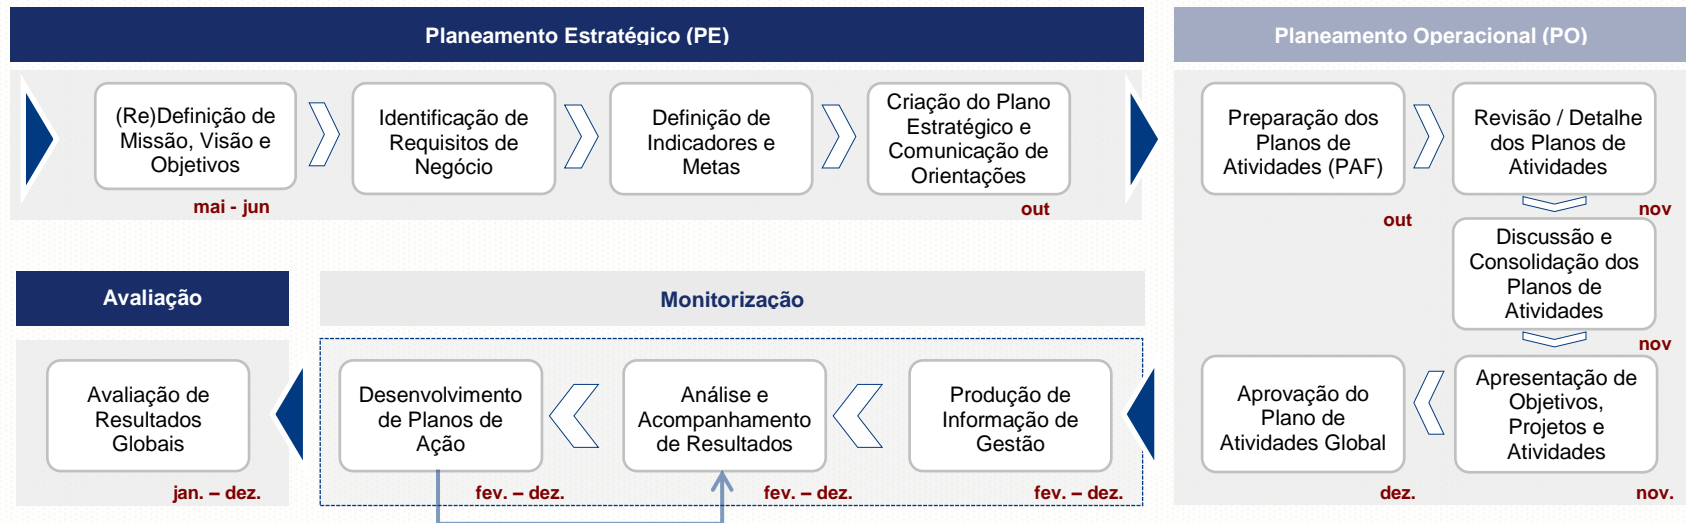 Planeamento Estratégico (PE)
(Re)Definição de
Missão, Visão e
Objetivos
mai - jun
Identificação de
Requisitos de
Negócio
Definição de
Indicadores e
Metas
Criação do Plano
Estratégico e
Comunicação de
Orientações
out
Planeamento Operacional (PO)
Preparação dos
Planos de
Atividades (PAF)
out
Revisão / Detalhe
dos Planos de
Atividades
nov
Discussão e
Consolidação dos
Planos de
Atividades
nov
Apresentação de
Objetivos,
Projetos e
Atividades
nov.
Aprovação do
Plano de
Atividades Global
dez.
Monitorização
Produção de
Informação de
Gestão
fev. – dez.
Análise e
Acompanhamento
de Resultados
fev. – dez.
Desenvolvimento
de Planos de
Ação
fev. – dez.
Avaliação
Avaliação de
Resultados
Globais
jan. – dez.